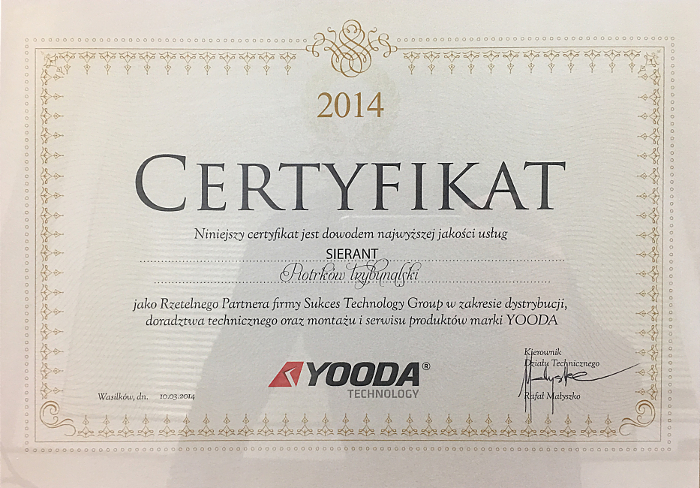 2014
CERTYFIKAT
Niniejszy certyfikat jest dowodem najwyższej jakości usług
SIERANT
Piotrków Trybunalski
jako Rzetelnego Partnera firmy Sukces Technology Group w zakresie dystrybucji,
doradztwa technicznego oraz montażu i serwisu produktów marki YOODA
Kierownik
Działu Technicznego
YOODA®
TECHNOLOGY
Wasilków, dn. 10.03.2014
Rafał Małyszko